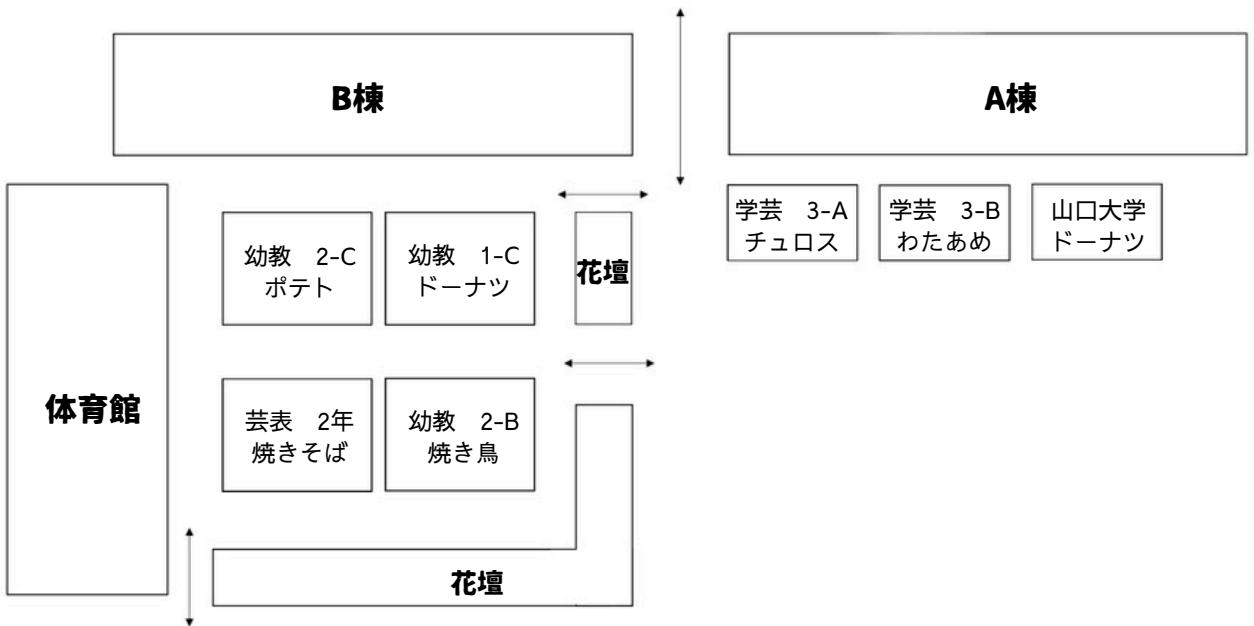 B棟
A棟
学芸　3-A
チュロス
学芸　3-B
わたあめ
山口大学
ドーナツ
幼教　2-C
ポテト
幼教　1-C
ドーナツ
花壇
体育館
芸表　2年
焼きそば
幼教　2-B
焼き鳥
花壇